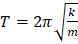 T = 2π √(k/m)